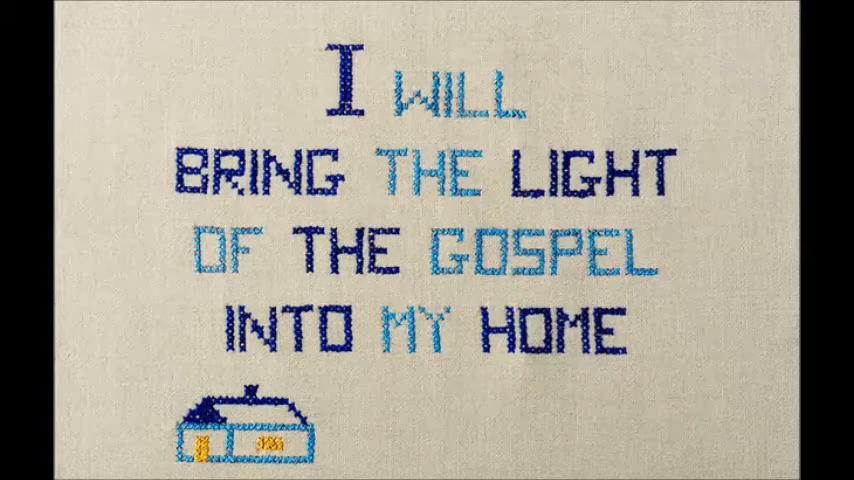 I WILL
BRING THE LIGHT
OF THE GOSPEL
INTO MY HOME